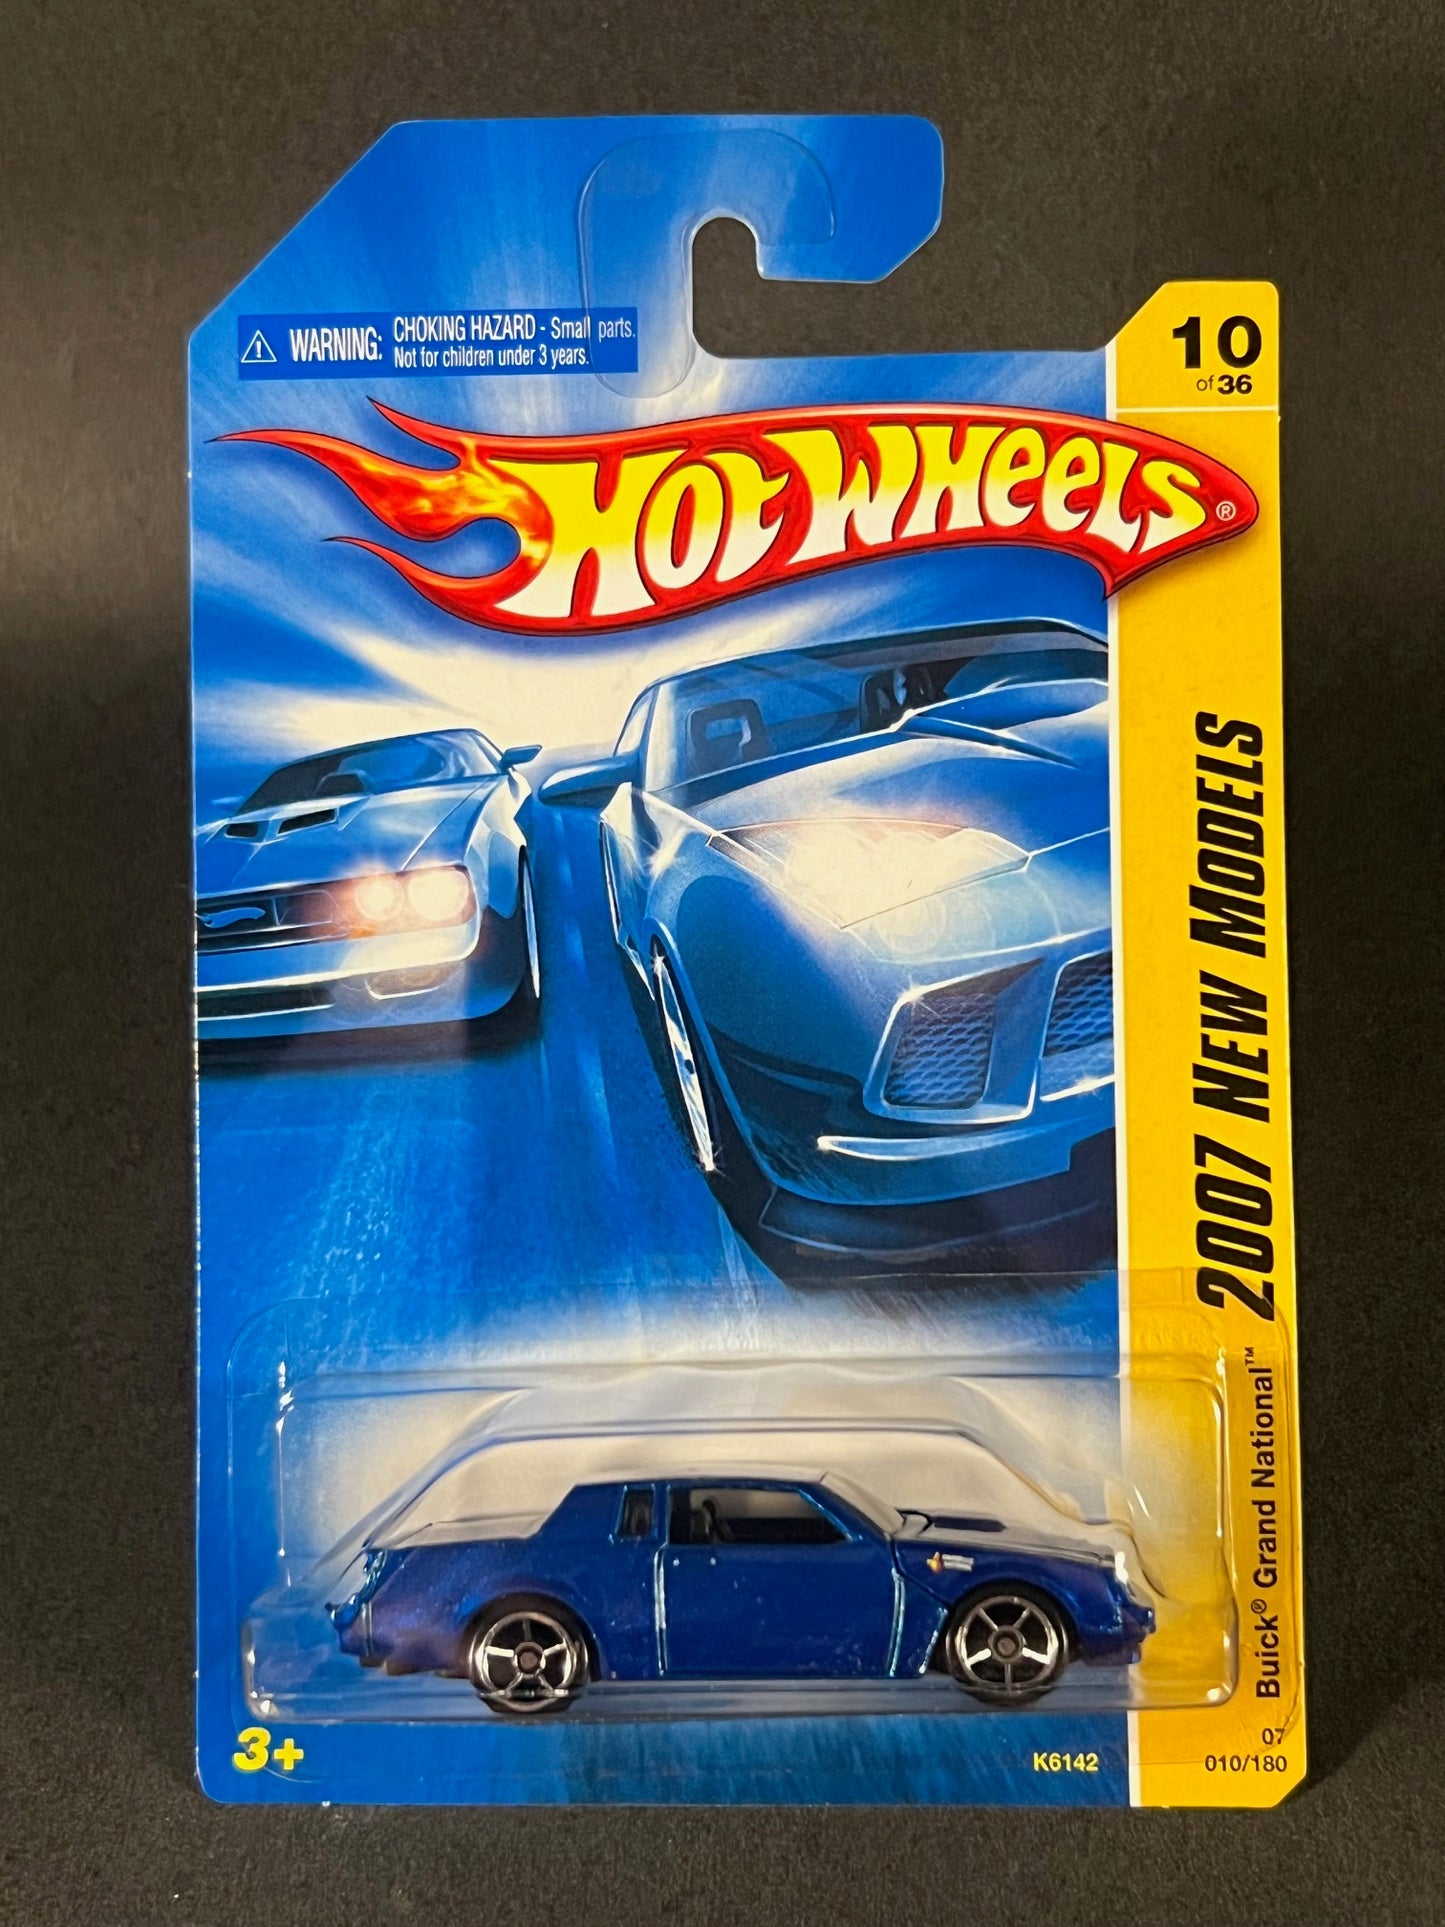 WARNING: CHOKING HAZARD - Small parts.
Not for children under 3 years.
10
of 36
HOT WHEELS®
2007 NEW MODELS
Buick® Grand National™
3+
K6142
07
010/180